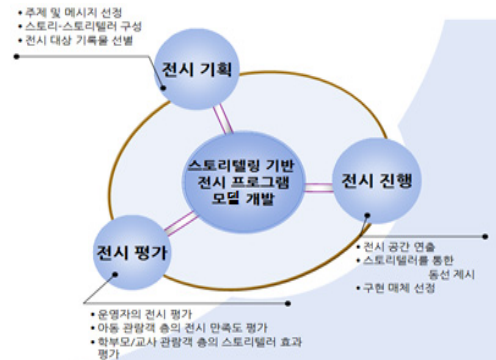 • 주제 및 메시지 선정
• 스토리-스토리텔러 구성
• 전시 대상 기록물 선별
전시 기획
스토리텔링 기반
전시 프로그램
모델 개발
전시 진행
• 전시 공간 연출
• 스토리텔러를 통한
동선 제시
• 구현 매체 선정
전시 평가
• 운영자의 전시 평가
• 아동 관람객 층의 전시 만족도 평가
• 학부모/교사 관람객 층의 스토리텔러 효과
평가